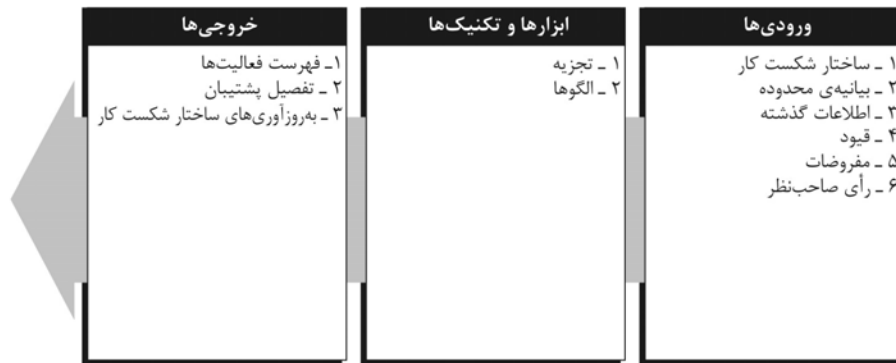 ورودی‌ها
۱ ـ ساختار شکست کار
۲ ـ بیانیه‌ی محدوده
۳ ـ اطلاعات گذشته
۴ ـ قیود
۵ ـ مفروضات
۶ ـ رأی صاحب‌نظر
ابزارها و تکنیک‌ها
۱ ـ تجزیه
۲ ـ الگوها
خروجی‌ها
۱ـ فهرست فعالیت‌ها
۲ ـ تفصیل پشتیبان
۳ ـ به‌روزآوری‌های ساختار شکست کار